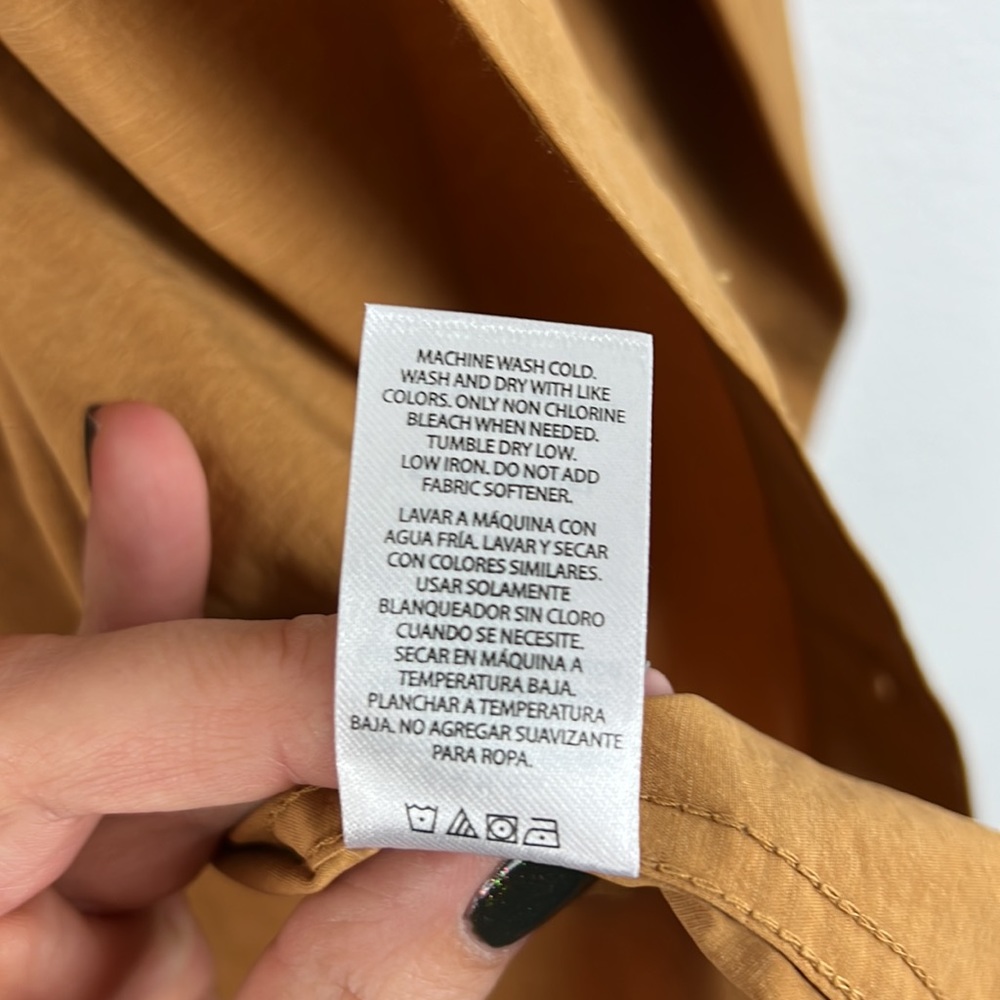 MACHINE WASH COLD.
WASH AND DRY WITH LIKE
COLORS. ONLY NON CHLORINE
BLEACH WHEN NEEDED.
TUMBLE DRY LOW.
LOW IRON. DO NOT ADD
FABRIC SOFTENER.
LAVAR A MÁQUINA CON
AGUA FRÍA. LAVAR Y SECAR
CON COLORES SIMILARES.
USAR SOLAMENTE
BLANQUEADOR SIN CLORO
CUANDO SE NECESITE.
SECAR EN MÁQUINA A
TEMPERATURA BAJA.
PLANCHAR A TEMPERATURA
BAJA. NO AGREGAR SUAVIZANTE
PARA ROPA.